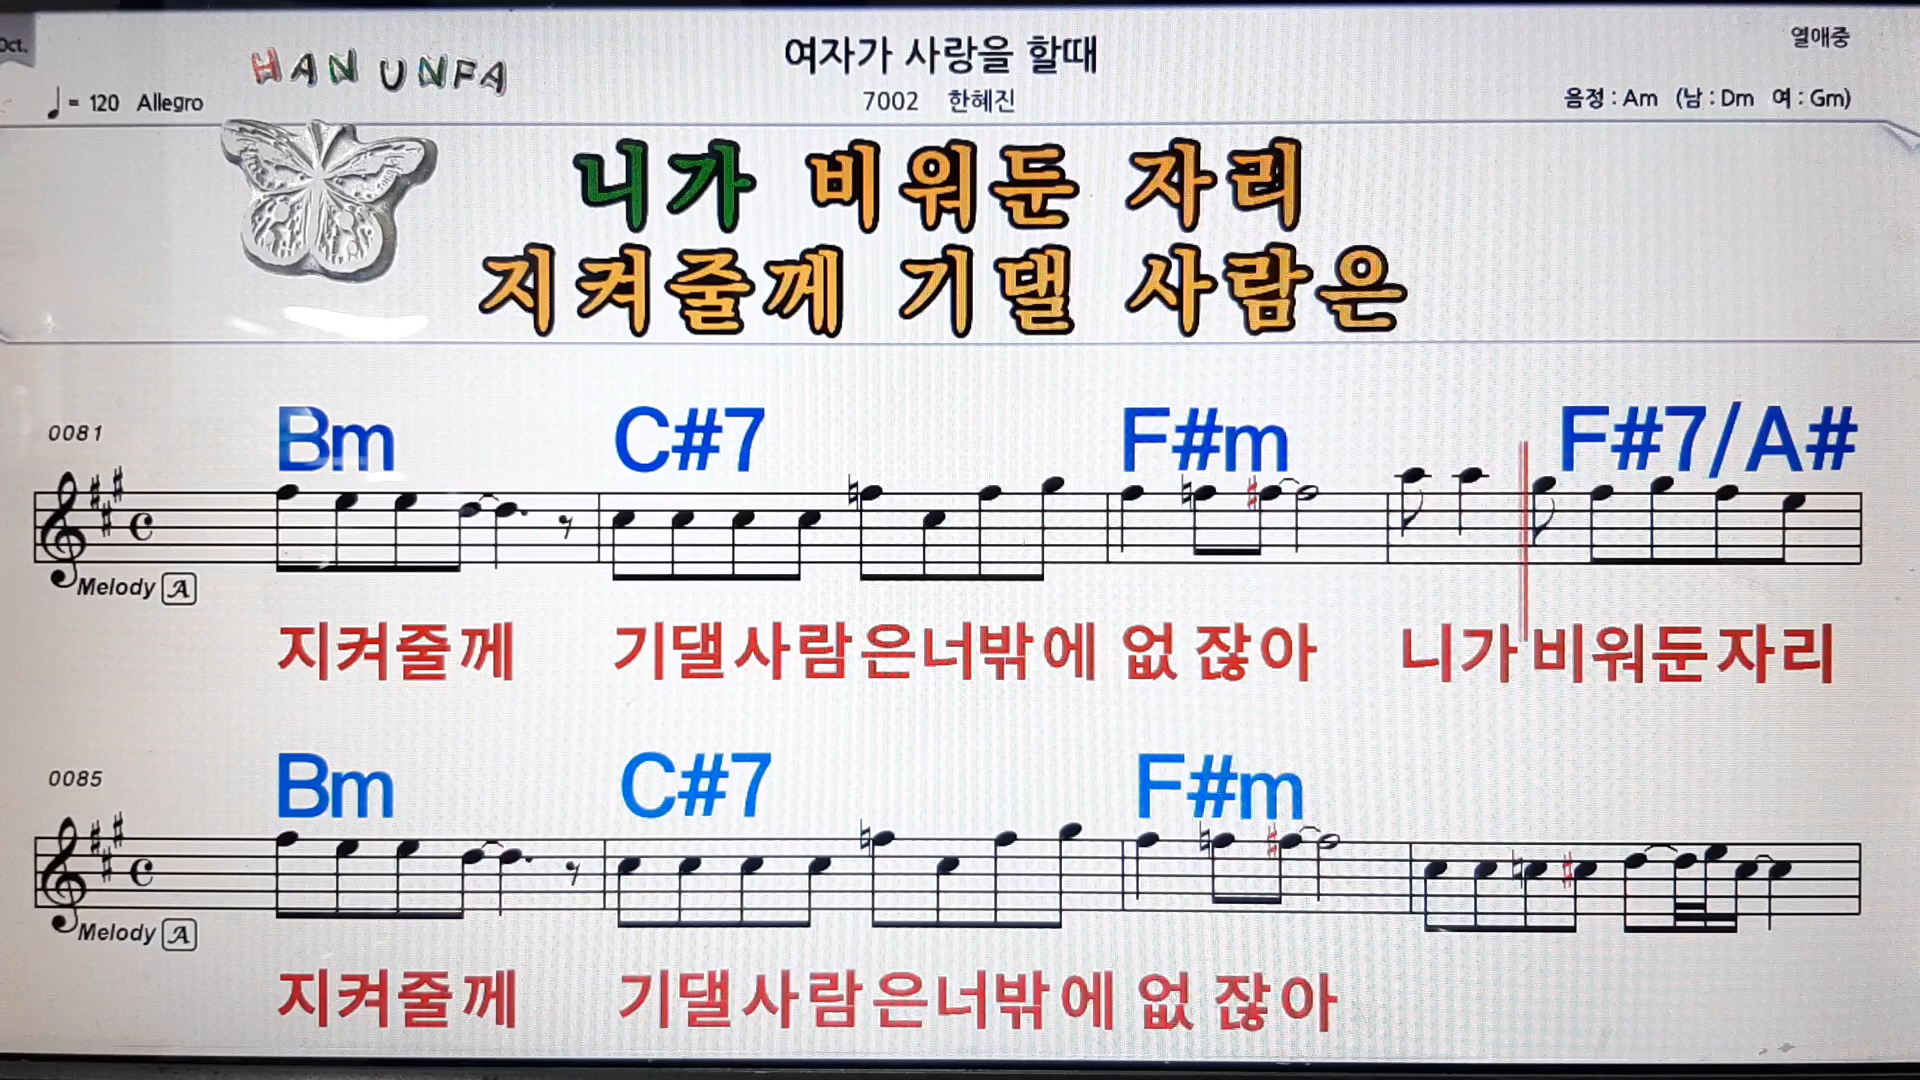 Oct.
HAN UNFA
여자가 사랑을 할때
열애중
♩= 120 Allegro
7002 한혜진
음정 : Am (남 : Dm 여 : Gm)
니가 비워둔 자리
지켜줄께 기댈 사람은
0081
Bm C#7 F#m F#7/A#
Melody A
지켜줄께 기댈사람은너밖에 없잖아 니가비워둔자리
0085
Bm C#7 F#m
Melody A
지켜줄께 기댈사람은너밖에 없잖아